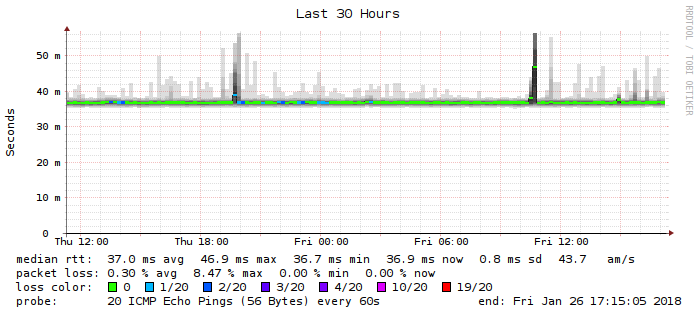 Last 30 Hours
RRDTOOL / TOBI OETIKER
Seconds
50 m
40 m
30 m
20 m
10 m
0
Thu 12:00 Thu 18:00 Fri 00:00 Fri 06:00 Fri 12:00
median rtt: 37.0 ms avg 46.9 ms max 36.7 ms min 36.9 ms now 0.8 ms sd 43.7 am/s
packet loss: 0.30 % avg 8.47 % max 0.00 % min 0.00 % now
loss color: 0 1/20 2/20 3/20 4/20 10/20 19/20
probe: 20 ICMP Echo Pings (56 Bytes) every 60s end: Fri Jan 26 17:15:05 2018